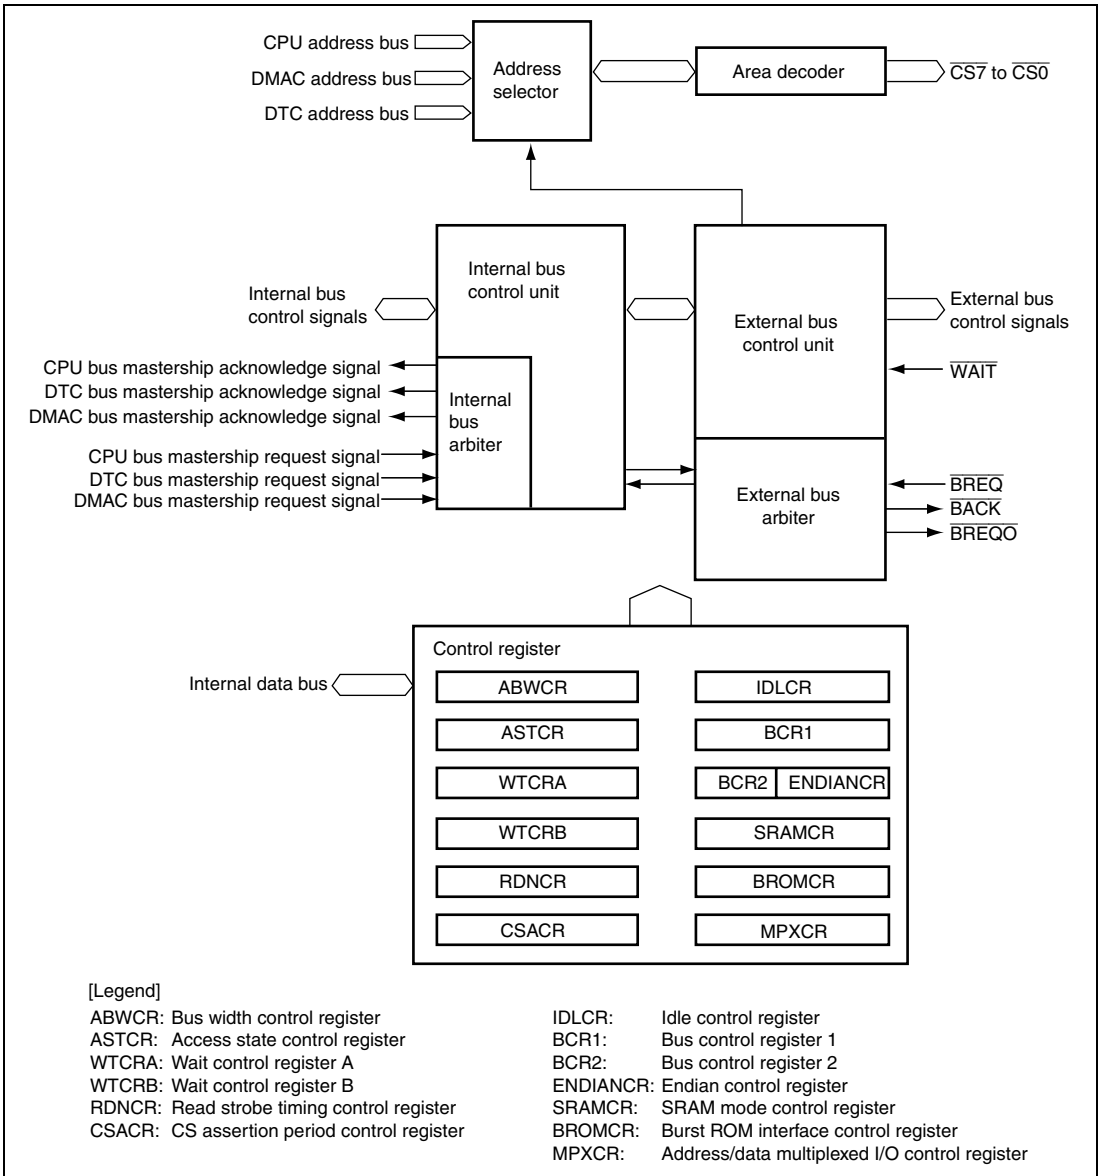 CPU address bus
DMAC address bus
DTC address bus
Address
selector
Area decoder
C̅S̅7̅ to C̅S̅0̅
Internal bus
control signals
Internal bus
control unit
External bus
control unit
External bus
control signals
W̅A̅I̅T̅
CPU bus mastership acknowledge signal
DTC bus mastership acknowledge signal
DMAC bus mastership acknowledge signal
Internal
bus
arbiter
CPU bus mastership request signal
DTC bus mastership request signal
DMAC bus mastership request signal
External bus
arbiter
B̅R̅E̅Q̅
B̅A̅C̅K̅
B̅R̅E̅Q̅O̅
Control register
Internal data bus
ABWCR
IDLCR
ASTCR
BCR1
WTCRA
BCR2 ENDIANCR
WTCRB
SRAMCR
RDNCR
BROMCR
CSACR
MPXCR
[Legend]
ABWCR: Bus width control register
ASTCR: Access state control register
WTCRA: Wait control register A
WTCRB: Wait control register B
RDNCR: Read strobe timing control register
CSACR: CS assertion period control register
IDLCR: Idle control register
BCR1: Bus control register 1
BCR2: Bus control register 2
ENDIANCR: Endian control register
SRAMCR: SRAM mode control register
BROMCR: Burst ROM interface control register
MPXCR: Address/data multiplexed I/O control register